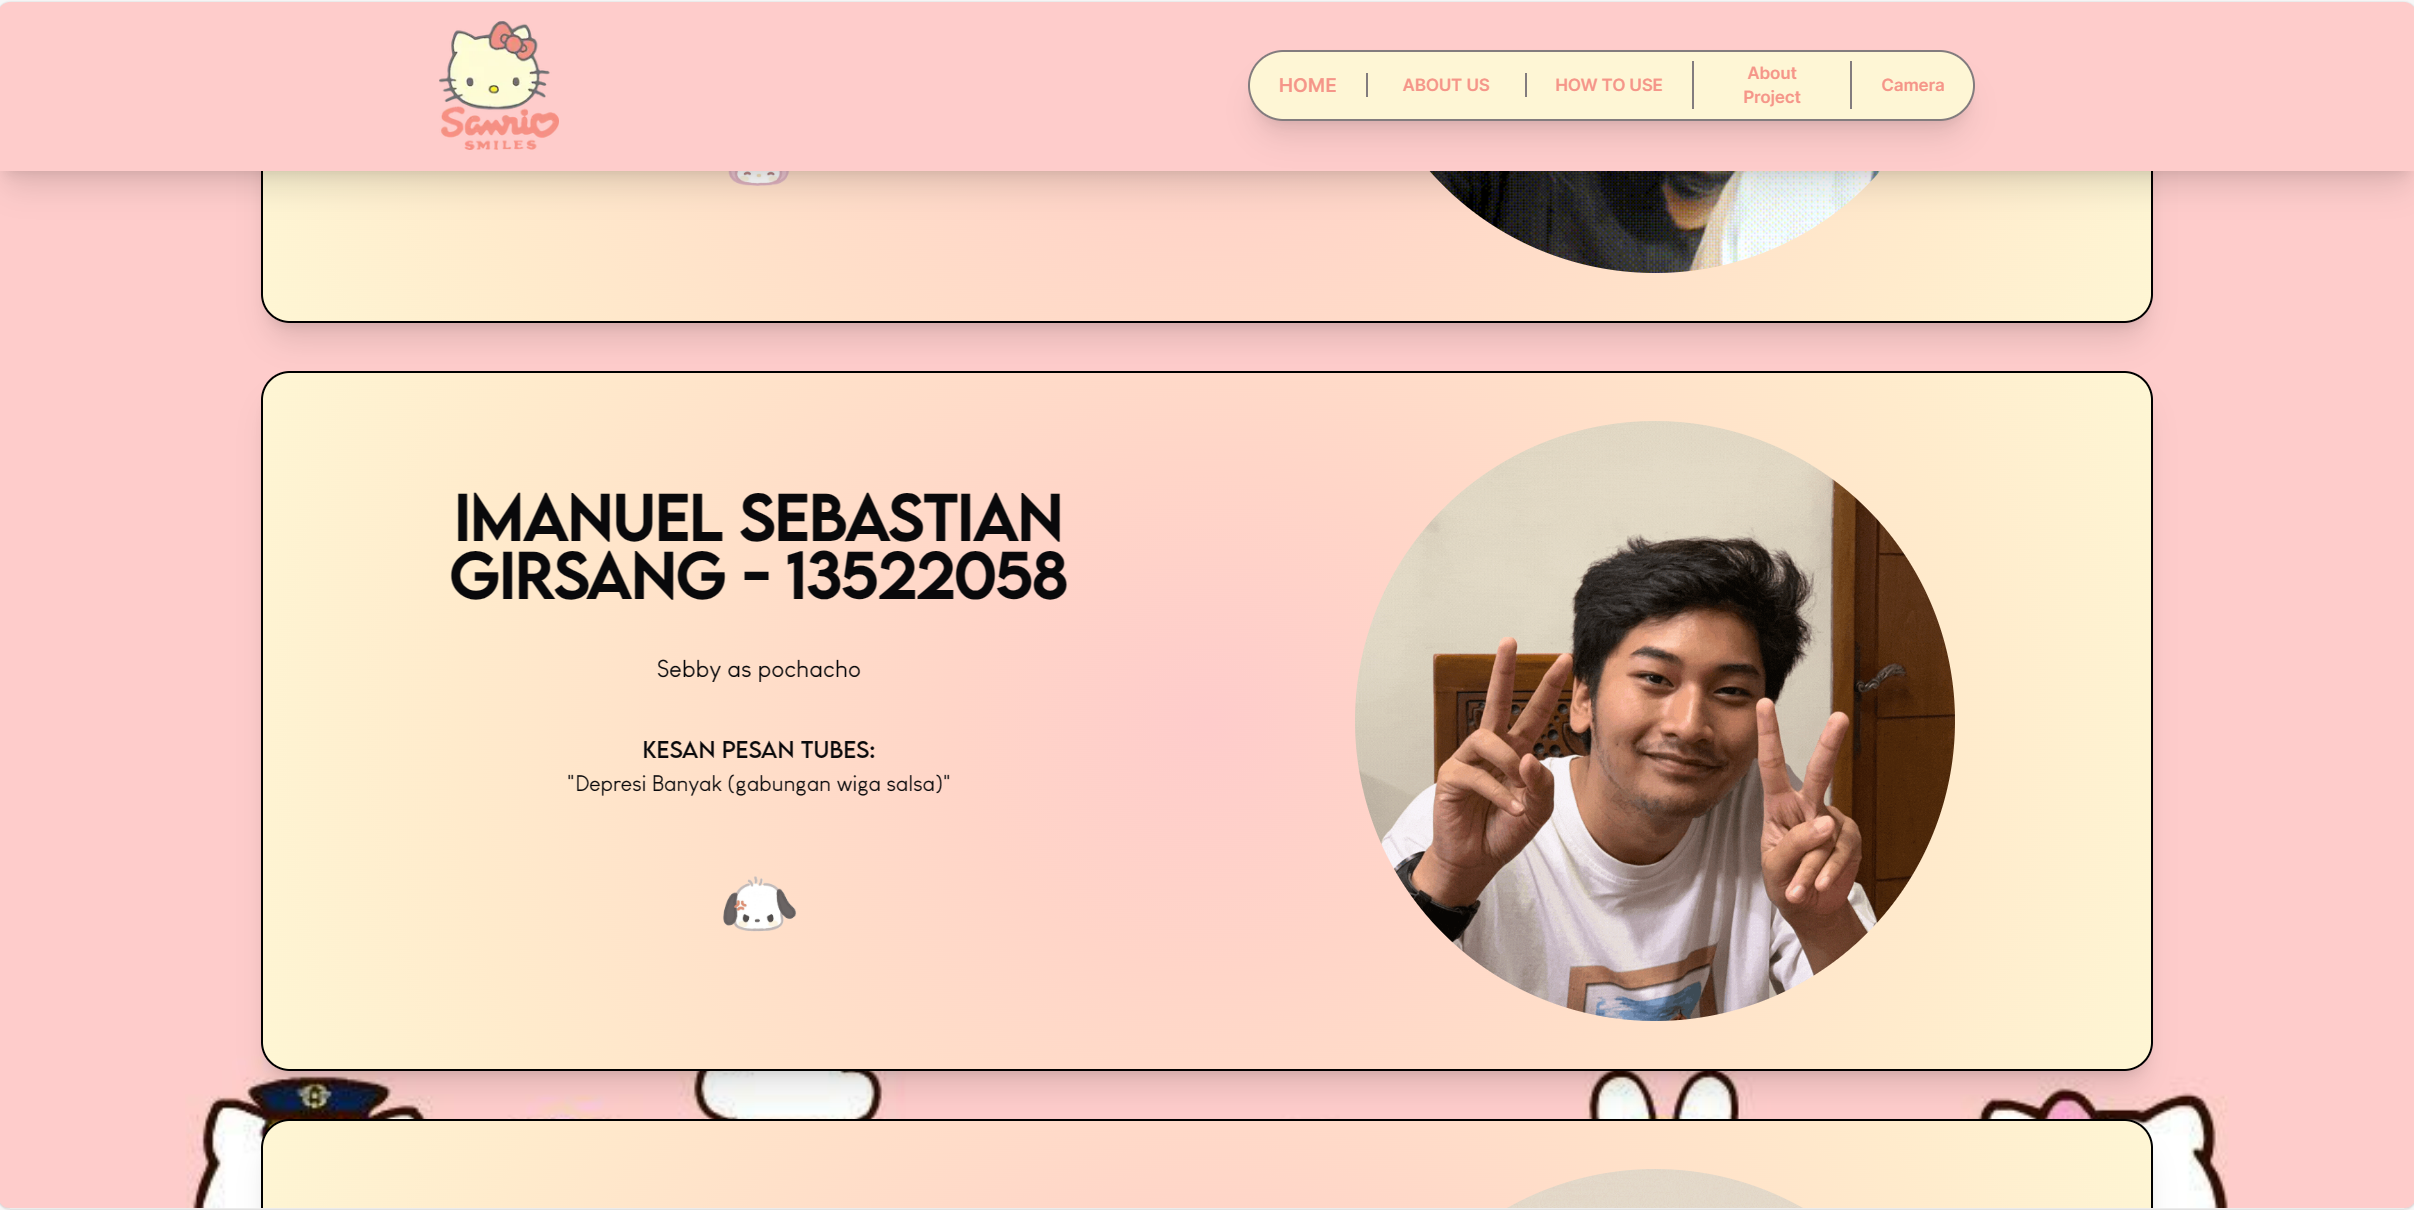 Sanrio
SMILES
HOME
ABOUT US
HOW TO USE
About
Project
Camera
IMANUEL SEBASTIAN
GIRSANG - 13522058
Sebby as pochacho
KESAN PESAN TUBES:
"Depresi Banyak (gabungan wiga salsa)"